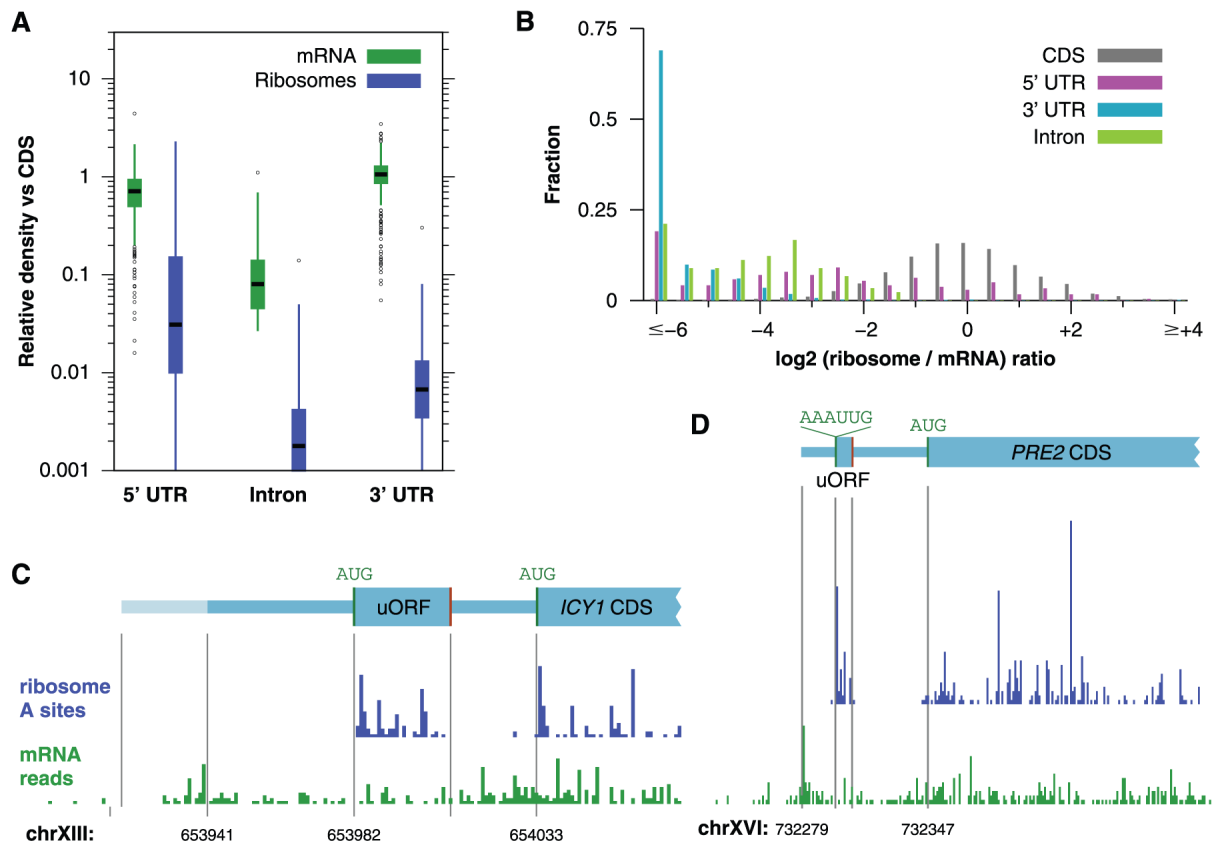 A
mRNA
Ribosomes
10
1
0.1
0.01
0.001
Relative density vs CDS
5' UTR Intron 3' UTR
B
0.75
0.5
0.25
0
Fraction
CDS
5' UTR
3' UTR
Intron
≤−6 −4 −2 0 +2 ≥+4
log2 (ribosome / mRNA) ratio
C
AUG AUG
uORF ICY1 CDS
ribosome
A sites
mRNA
reads
chrXIII: 653941 653982 654033
D
AAAUUG AUG
PRE2 CDS
uORF
chrXVI: 732279 732347